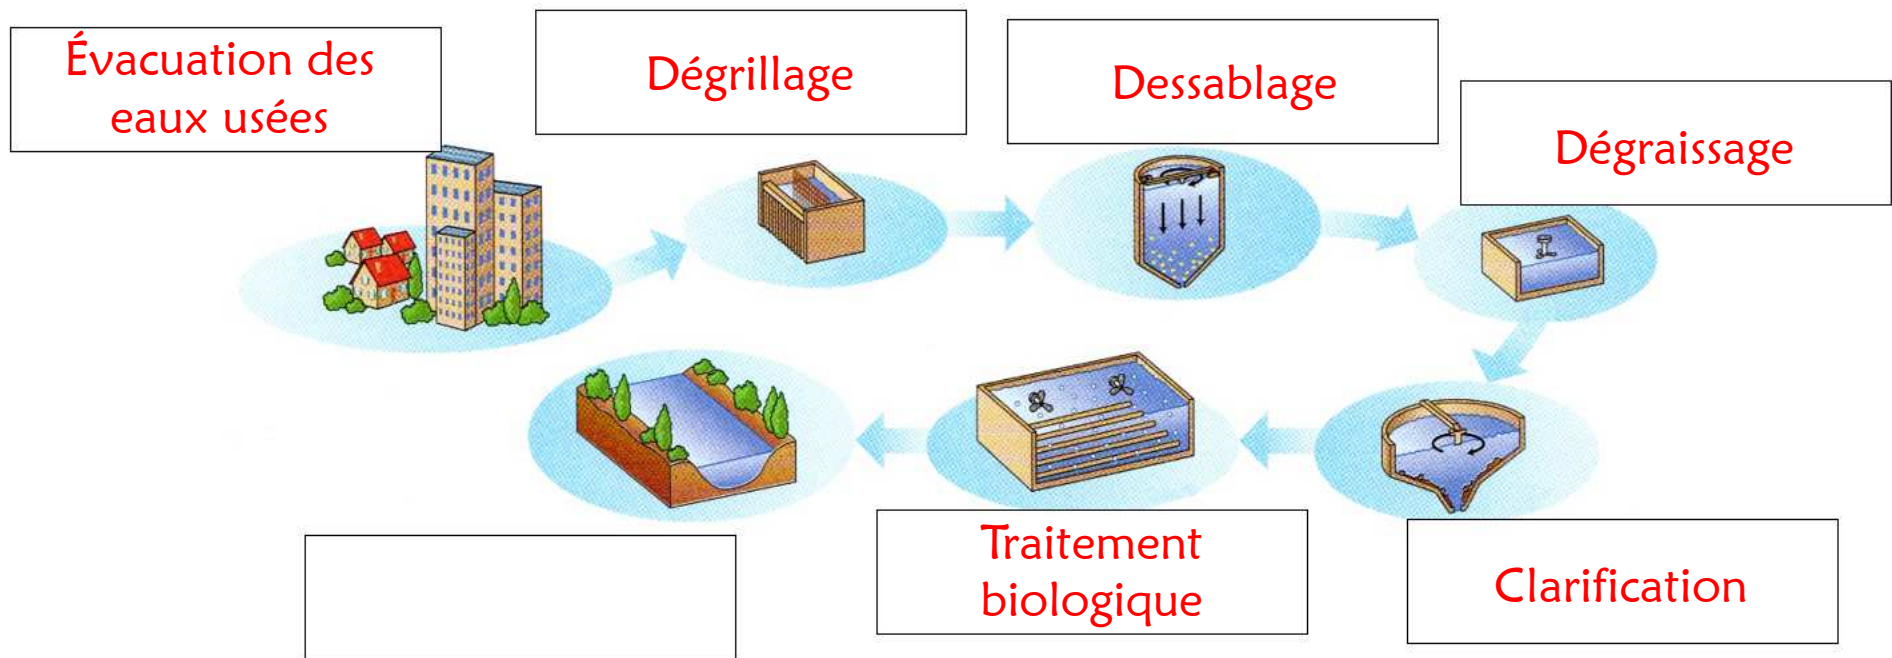 Évacuation des
eaux usées
Dégrillage
Dessablage
Dégraissage
Traitement
biologique
Clarification